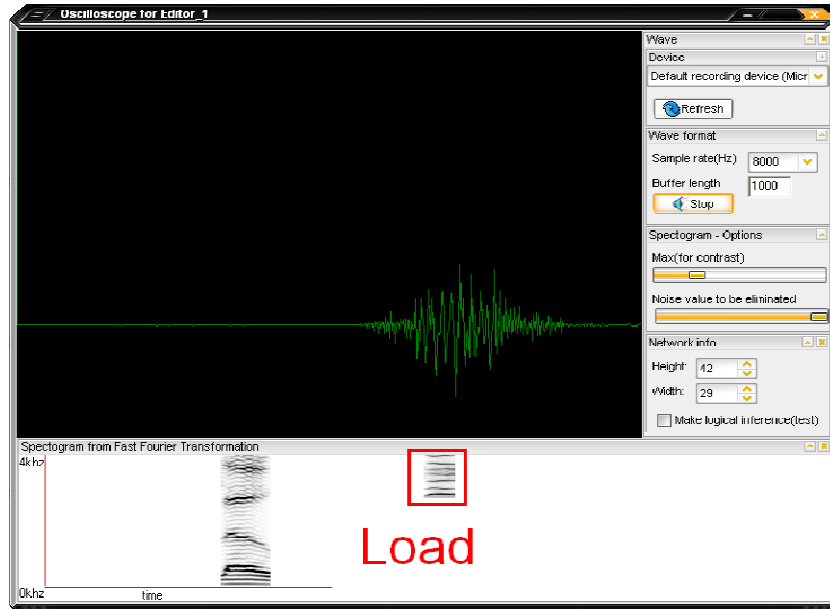 Oscilloscope for Editor_1
Wave
Device
Default recording device (Micr
Refresh
Wave format
Sample rate(Hz) 8000
Buffer length 1000
Stop
Spectogram - Options
Max(for contrast)
Noise value to be eliminated
Network info
Height: 42
Width: 29
Make logical inference(test)
Spectogram from Fast Fourier Transformation
4khz
Load
0khz time